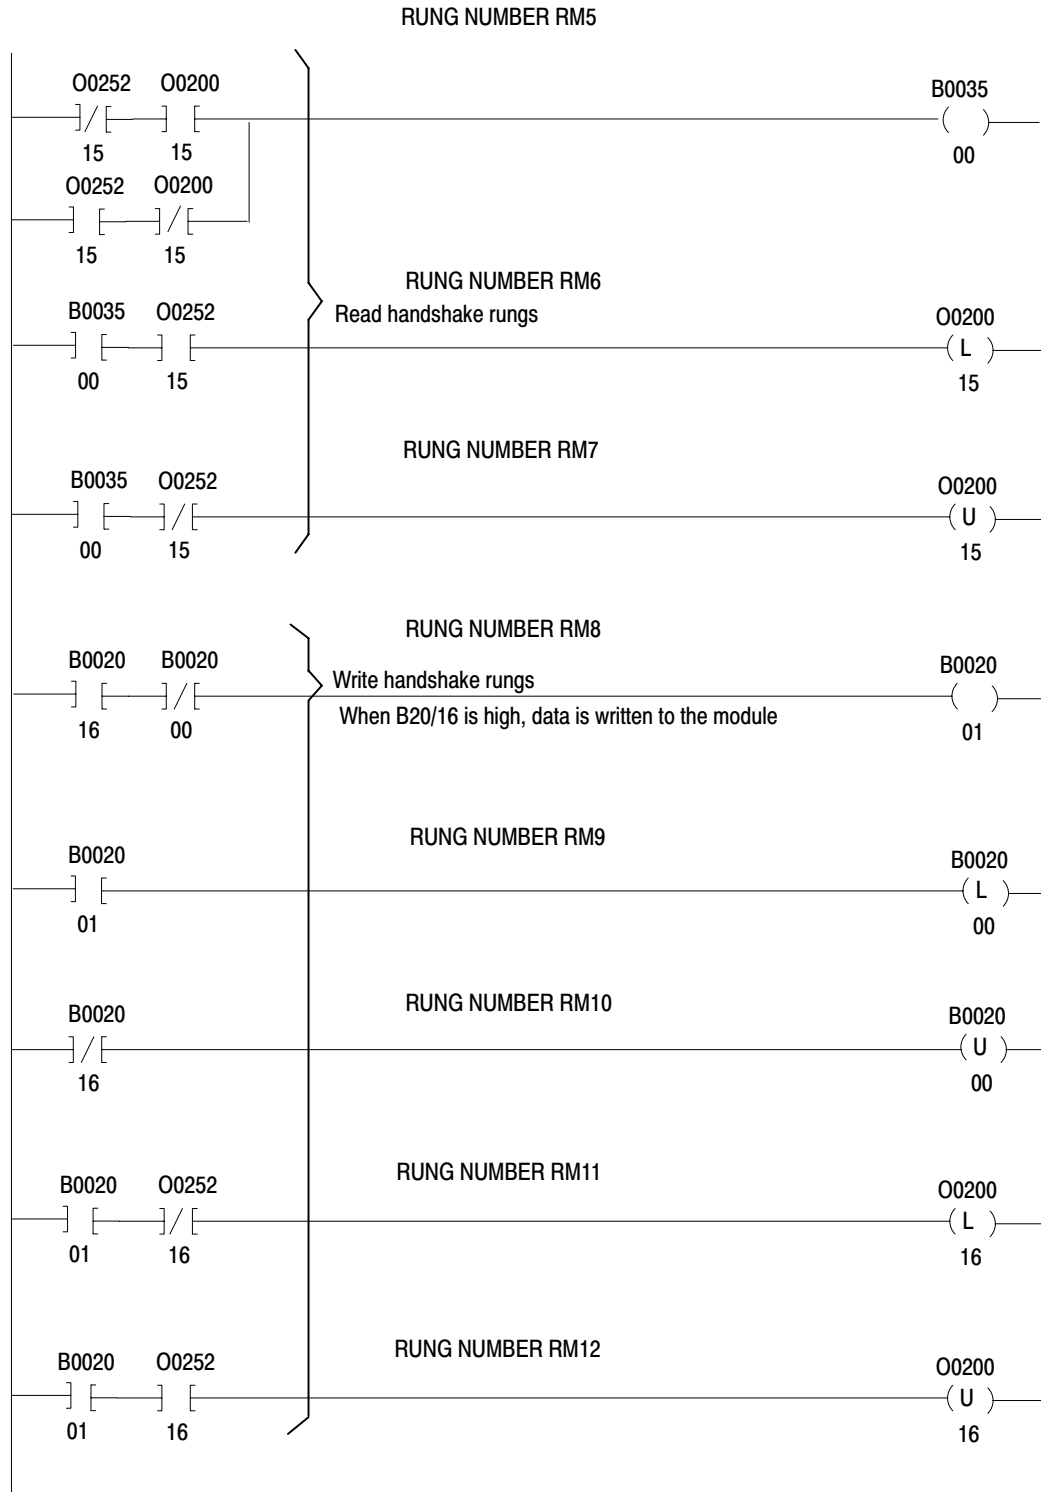 RUNG NUMBER RM5
O0252 O0200 B0035
15 15 00
O0252 O0200
15 15
RUNG NUMBER RM6
Read handshake rungs
B0035 O0252 O0200
L
00 15 15
RUNG NUMBER RM7
B0035 O0252 O0200
U
00 15 15
RUNG NUMBER RM8
B0020 B0020 B0020
Write handshake rungs
When B20/16 is high, data is written to the module
16 00 01
RUNG NUMBER RM9
B0020 B0020
L
01 00
RUNG NUMBER RM10
B0020 B0020
U
16 00
RUNG NUMBER RM11
B0020 O0252 O0200
L
01 16 16
RUNG NUMBER RM12
B0020 O0252 O0200
U
01 16 16